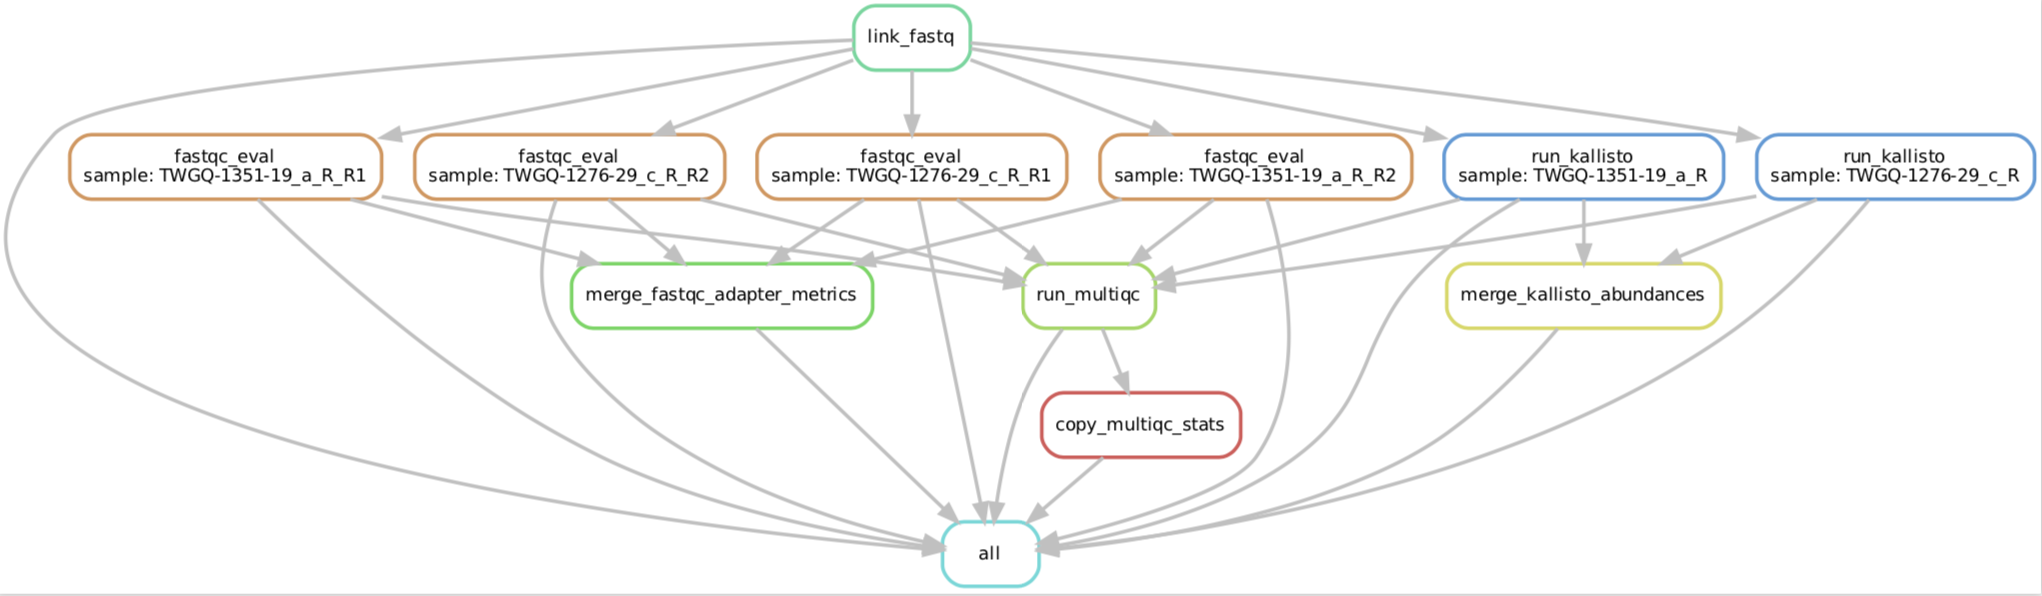 link_fastq
fastqc_eval
sample: TWGQ-1351-19_a_R_R1
fastqc_eval
sample: TWGQ-1276-29_c_R_R2
fastqc_eval
sample: TWGQ-1276-29_c_R_R1
fastqc_eval
sample: TWGQ-1351-19_a_R_R2
run_kallisto
sample: TWGQ-1351-19_a_R
run_kallisto
sample: TWGQ-1276-29_c_R
merge_fastqc_adapter_metrics
run_multiqc
merge_kallisto_abundances
copy_multiqc_stats
all